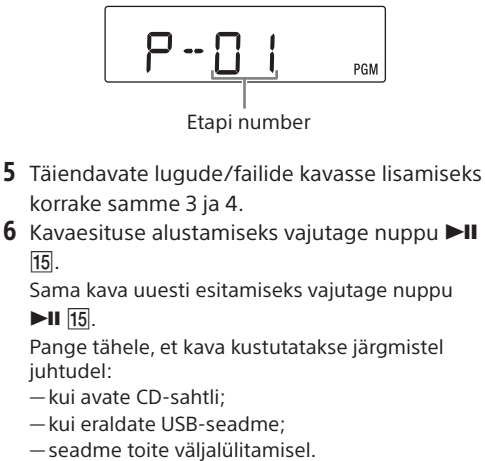 P--01
PGM
Etapi number
5 Täiendavate lugude/failide kavasse lisamiseks
korrake samme 3 ja 4.
6 Kavaesituse alustamiseks vajutage nuppu ►II
15.
Sama kava uuesti esitamiseks vajutage nuppu
►II 15.
Pange tähele, et kava kustutatakse järgmistel
juhtudel:
— kui avate CD-sahtli;
— kui eraldate USB-seadme;
— seadme toite väljalülitamisel.